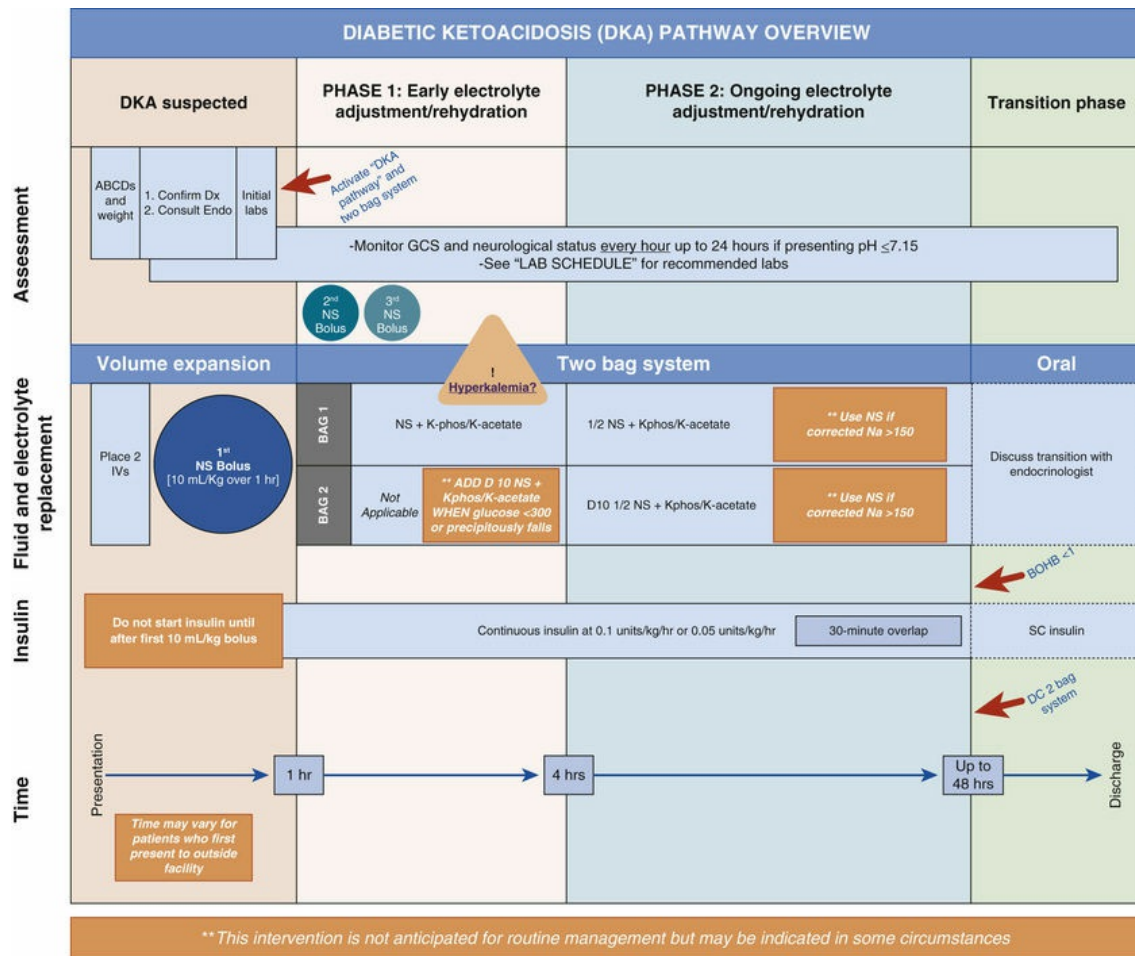 DIABETIC KETOACIDOSIS (DKA) PATHWAY OVERVIEW
DKA suspected
PHASE 1: Early electrolyte
adjustment/rehydration
PHASE 2: Ongoing electrolyte
adjustment/rehydration
Transition phase
Assessment
ABCDs
and
weight
1. Confirm Dx
2. Consult Endo
Initial
labs
Activate "DKA
pathway" and
two bag system
-Monitor GCS and neurological status every hour up to 24 hours if presenting pH ≤7.15
-See "LAB SCHEDULE" for recommended labs
2nd
NS
Bolus
3rd
NS
Bolus
!
Hyperkalemia?
Volume expansion
Two bag system
Oral
Fluid and electrolyte
replacement
Place 2
IVs
1st
NS Bolus
[10 mL/Kg over 1 hr]
BAG 1
NS + K-phos/K-acetate
1/2 NS + Kphos/K-acetate
** Use NS if
corrected Na >150
BAG 2
Not
Applicable
** ADD D 10 NS +
Kphos/K-acetate
WHEN glucose <300
or precipitously falls
D10 1/2 NS + Kphos/K-acetate
** Use NS if
corrected Na >150
Discuss transition with
endocrinologist
BOHB <1
Insulin
Do not start insulin until
after first 10 mL/kg bolus
Continuous insulin at 0.1 units/kg/hr or 0.05 units/kg/hr
30-minute overlap
SC insulin
DC 2 bag
system
Time
Presentation
1 hr
4 hrs
Up to
48 hrs
Discharge
Time may vary for
patients who first
present to outside
facility
**This intervention is not anticipated for routine management but may be indicated in some circumstances